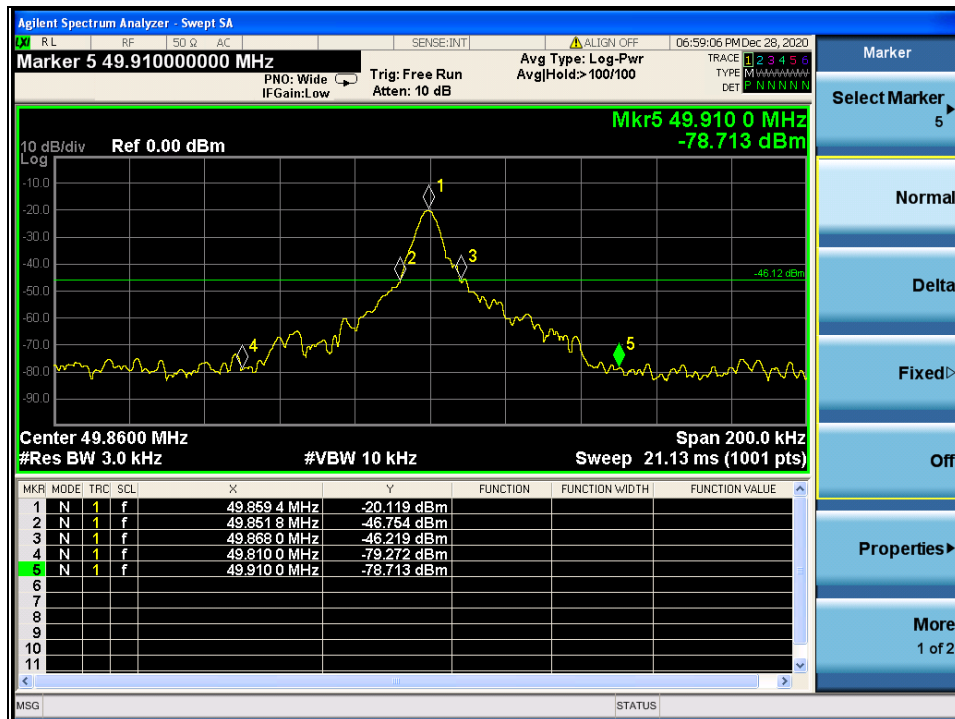 Agilent Spectrum Analyzer - Swept SA
LXI RL RF 50 Ω AC SENSE:INT ALIGN OFF 06:59:06 PM Dec 28, 2020
Marker 5 49.910000000 MHz
PNO: Wide Trig: Free Run Avg Type: Log-Pwr TRACE 1 2 3 4 5 6
IFGain:Low Atten: 10 dB Avg|Hold:>100/100 TYPE M WWWWW
DET P N N N N N
Mkr5 49.910 0 MHz
10 dB/div Ref 0.00 dBm -78.713 dBm
Log
-10.0
-20.0
-30.0
-40.0
-50.0
-60.0
-70.0
-80.0
-90.0
1
2
3
4
5
-46.12 dBm
Center 49.8600 MHz Span 200.0 kHz
#Res BW 3.0 kHz #VBW 10 kHz Sweep 21.13 ms (1001 pts)
MKR MODE TRC SCL X Y FUNCTION FUNCTION WIDTH FUNCTION VALUE
1 N 1 f 49.859 4 MHz -20.119 dBm
2 N 1 f 49.851 8 MHz -46.754 dBm
3 N 1 f 49.868 0 MHz -46.219 dBm
4 N 1 f 49.810 0 MHz -79.272 dBm
5 N 1 f 49.910 0 MHz -78.713 dBm
6
7
8
9
10
11
MSG STATUS
Marker
Select Marker
5
Normal
Delta
Fixed
Off
Properties
More
1 of 2